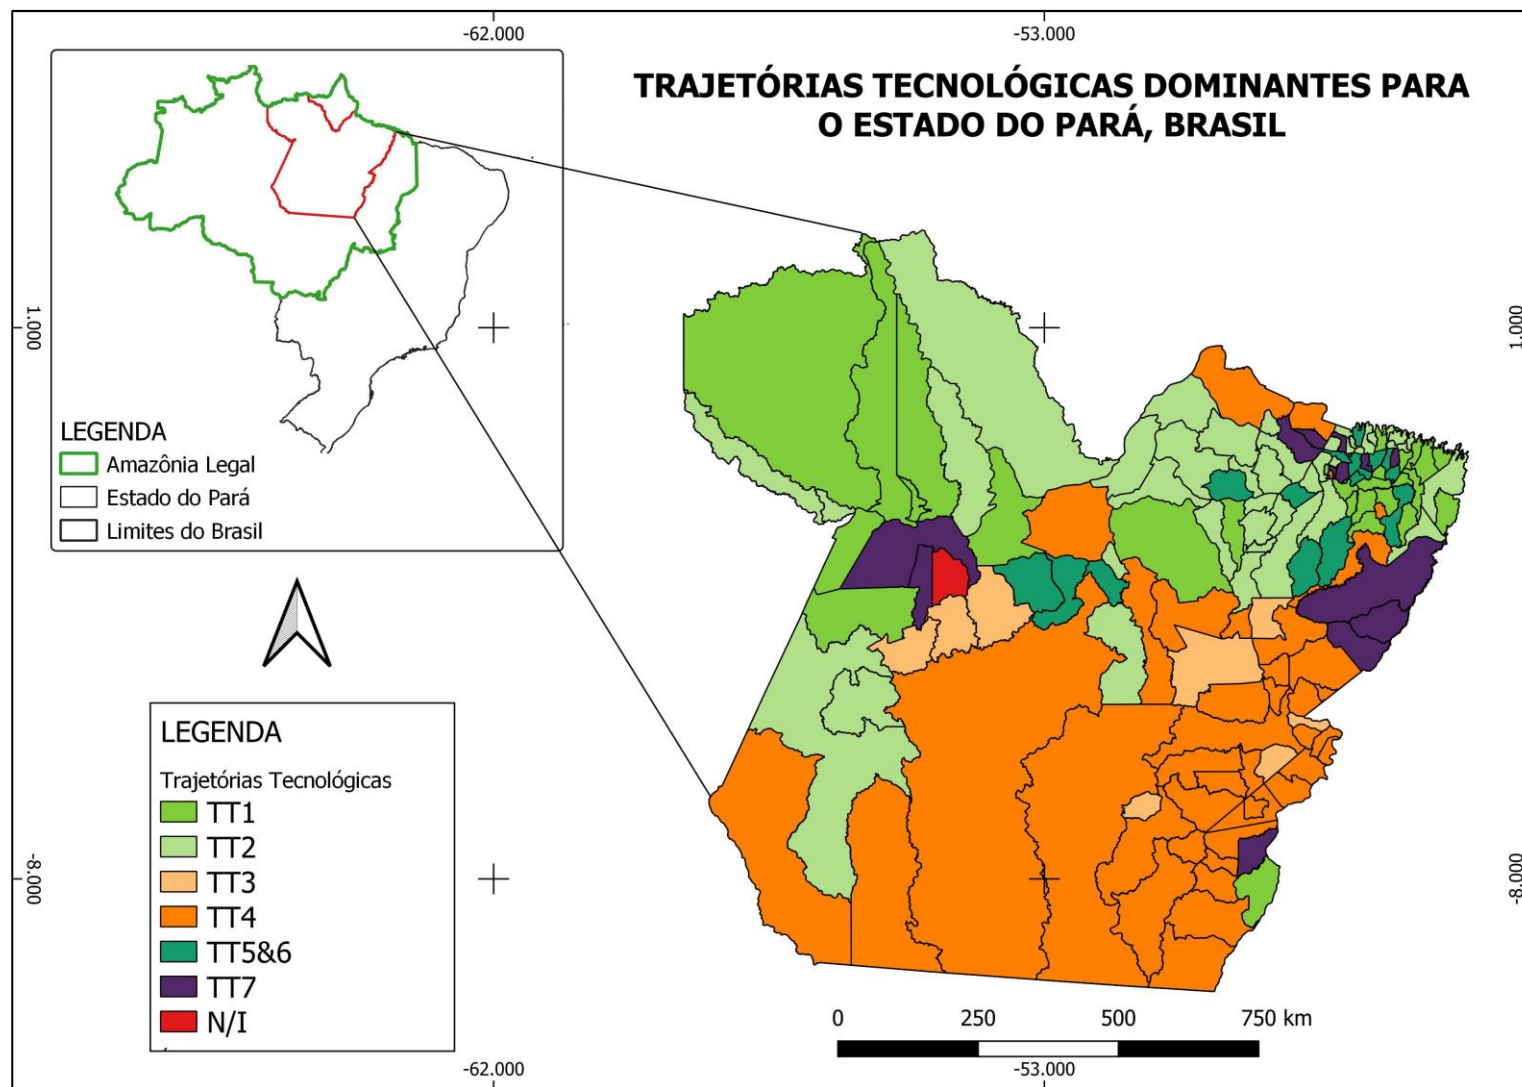 -62.000
-53.000
TRAJETÓRIAS TECNOLÓGICAS DOMINANTES PARA
O ESTADO DO PARÁ, BRASIL
LEGENDA
Amazônia Legal
Estado do Pará
Limites do Brasil
1.000
1.000
-8.000
-8.000
LEGENDA
Trajetórias Tecnológicas
TT1
TT2
TT3
TT4
TT5&6
TT7
N/I
0 250 500 750 km
-62.000
-53.000